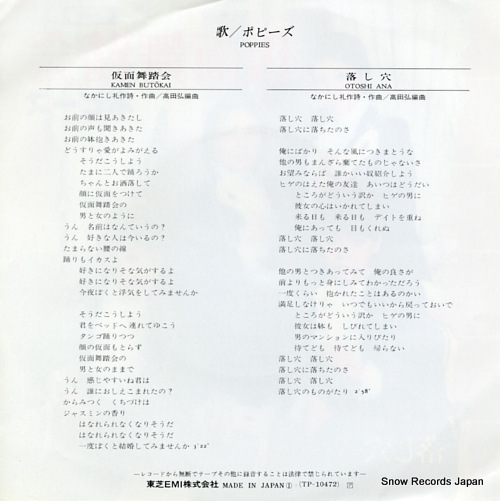 歌/ポピーズ
POPPIES
仮面舞踏会
KAMEN BUTŌKAI
なかにし礼作詩・作曲/高田弘編曲
お前の顔は見あきたし
お前の声も聞きあきた
お前の躰抱きあきた
どうすりゃ愛がよみがえる
そうだこうしよう
たまに二人で踊ろうか
ちゃんとお洒落して
顔に仮面をつけて
仮面舞踏会の
男と女のように
うん 名前はなんていうの?
うん 好きな人は今いるの?
たまらない腰の線
踊りもイカスよ
好きになりそな気がするよ
好きになりそな気がするよ
今夜ぼくと浮気をしてみませんか
そうだこうしよう
君をベッドへ連れてゆこう
タンゴ踊りつつ
顔の仮面もとらず
仮面舞踏会の
男と女のままで
うん 感じやすいね君は
うん 誰におしえこまれたの?
からみつく くちづけは
ジャスミンの香り
はなれられなくなりそうだ
はなれられなくなりそうだ
一度ぼくと結婚してみませんか 3'22"
落し穴
OTOSHI ANA
なかにし礼作詩・作曲/高田弘編曲
落し穴 落し穴
落し穴に落ちたのさ
俺にばかり そんな風につきまとうな
他の男もまんざら棄てたものじゃないさ
お望みならば 誰かいい奴紹介しよう
ヒゲのはえた俺の友達 あいつはどうだい
ところがどういう訳か ヒゲの男に
彼女の心はいかれてしまい
来る日も 来る日も デイトを重ね
俺にあっても 目もくれぬ
落し穴 落し穴
落し穴に落ちたのさ
他の男とつきあってみて 俺の良さが
前よりもっと身にしみてわかっただろう
一度くらい 抱かれたことはあるのかい
満足しなけりゃ いつでもいいから戻っておいで
ところがどういう訳か ヒゲの男に
彼女は躰も しびれてしまい
男のマンションに入りびたり
待てども 待てども 帰らない
落し穴 落し穴
落し穴に落ちたのさ
落し穴 落し穴
落し穴のものがたり 2'58"
—レコードから無断でテープその他に録音することは法律で禁じられています—
東芝EMI株式会社 MADE IN JAPAN ① (TP-10472) Ⓟ
Snow Records Japan